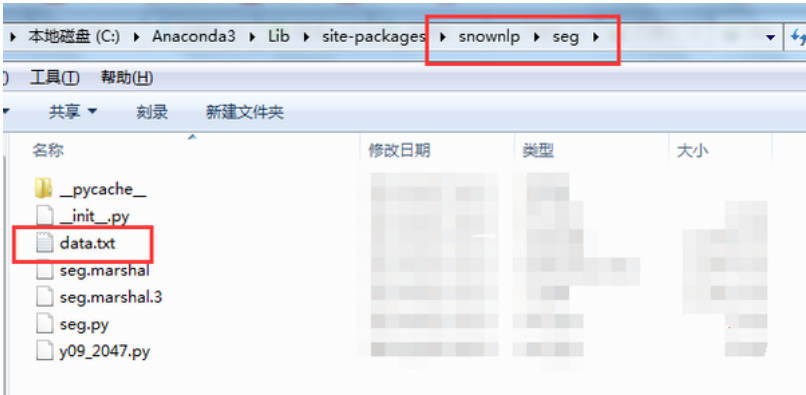 本地磁盘 (C:) Anaconda3 Lib site-packages snownlp seg
) 工具(T) 帮助(H)
共享 刻录 新建文件夹
名称 修改日期 类型 大小
__pycache__
__init__.py
data.txt
seg.marshal
seg.marshal.3
seg.py
y09_2047.py